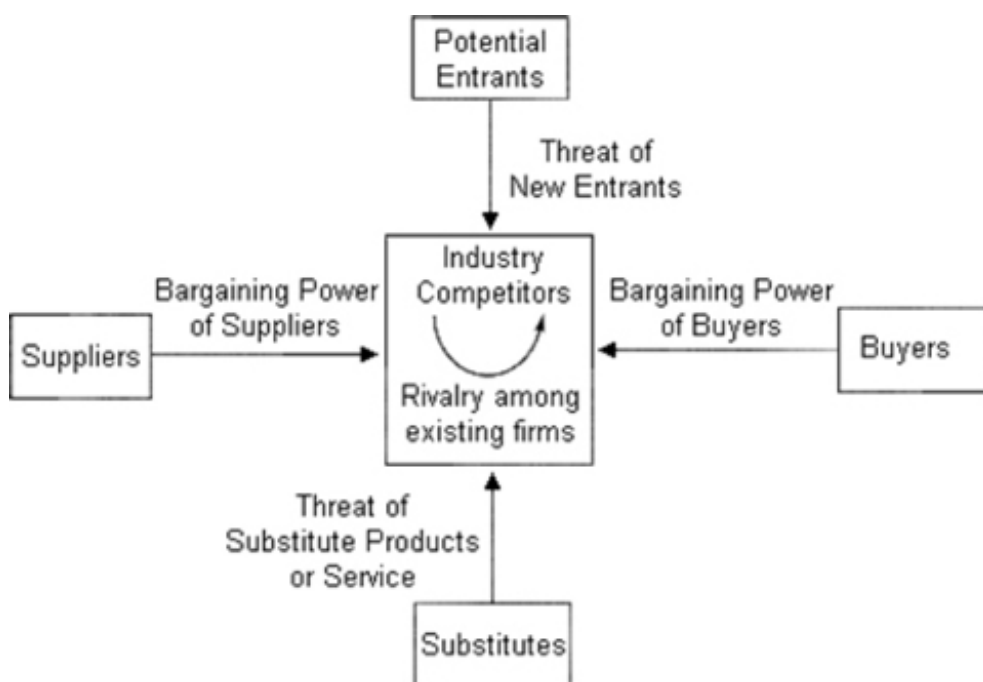 Potential
Entrants
Threat of
New Entrants
Industry
Competitors
Bargaining Power
of Suppliers
Bargaining Power
of Buyers
Suppliers
Buyers
Rivalry among
existing firms
Threat of
Substitute Products
or Service
Substitutes